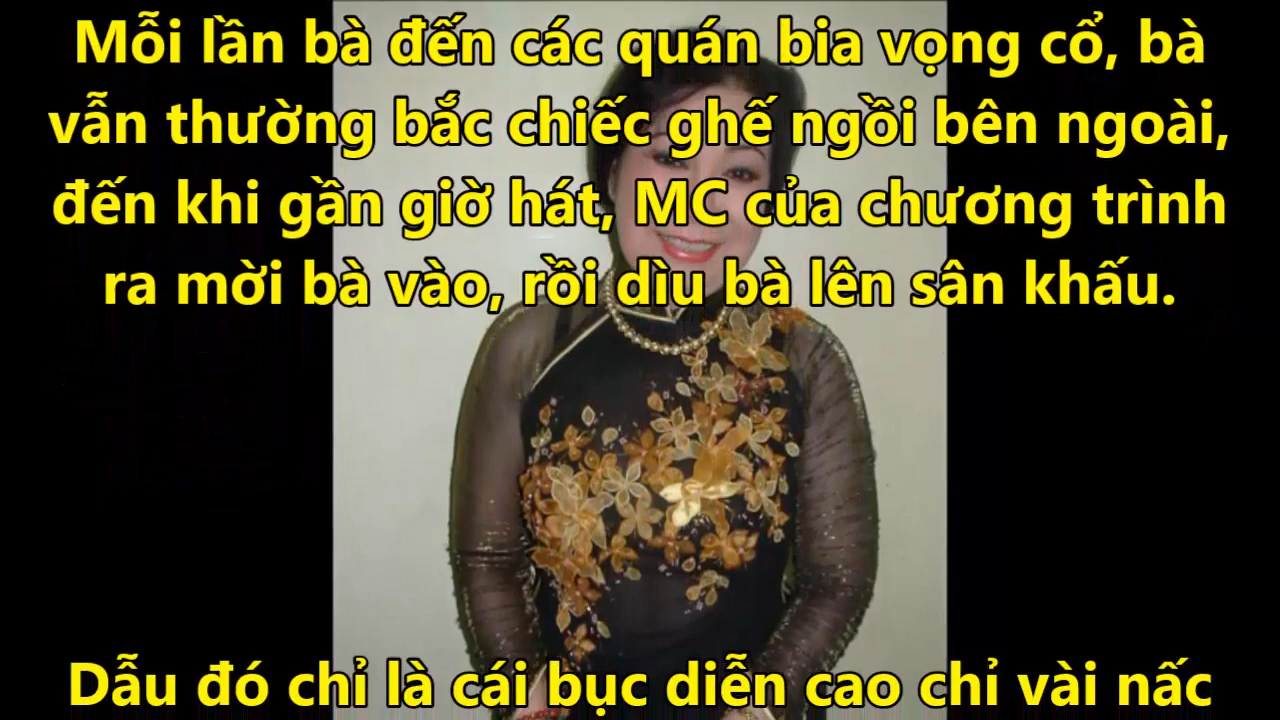 Mỗi lần bà đến các quán bia vọng cổ, bà
vẫn thường bắc chiếc ghế ngồi bên ngoài,
đến khi gần giờ hát, MC của chương trình
ra mời bà vào, rồi dìu bà lên sân khấu.
Dẫu đó chỉ là cái bục diễn cao chỉ vài nấc